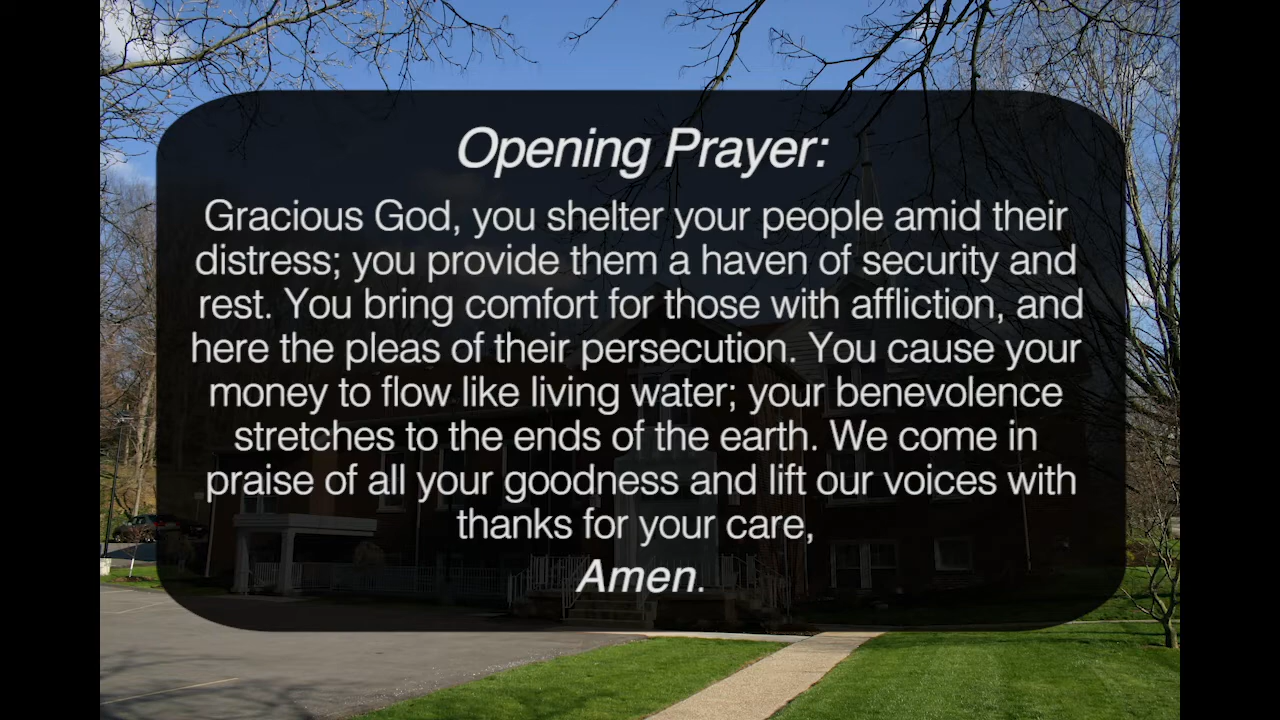 Opening Prayer:
Gracious God, you shelter your people amid their
distress; you provide them a haven of security and
rest. You bring comfort for those with affliction, and
here the pleas of their persecution. You cause your
money to flow like living water; your benevolence
stretches to the ends of the earth. We come in
praise of all your goodness and lift our voices with
thanks for your care,
Amen.